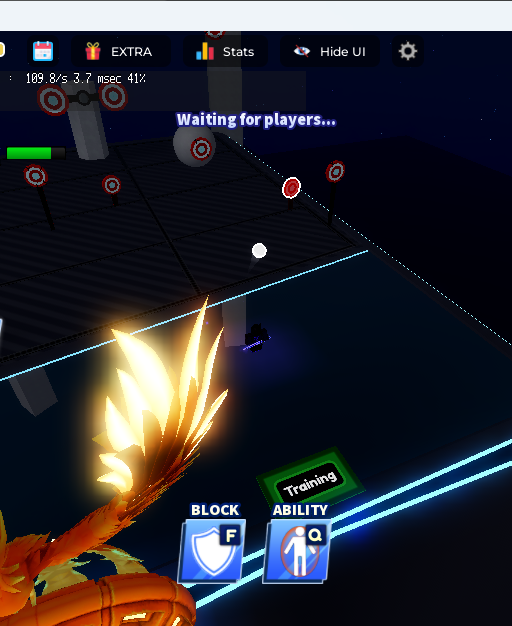 EXTRA
Stats
Hide UI
: 109.8/s 3.7 msec 41%
Waiting for players...
Training
BLOCK
ABILITY
F
Q